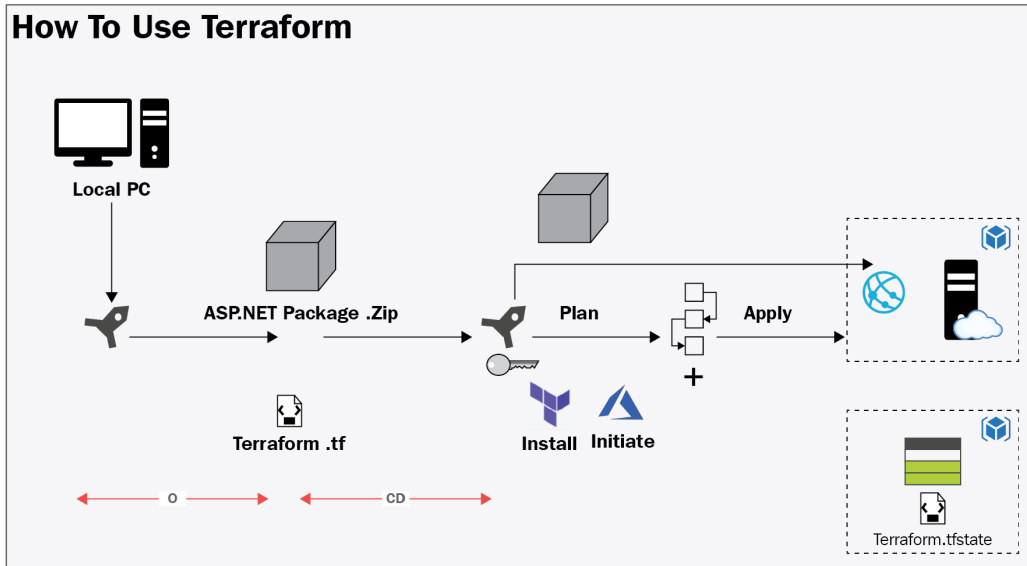 How To Use Terraform
Local PC
ASP.NET Package .Zip
Plan
Apply
Terraform .tf
Install
Initiate
O
CD
Terraform.tfstate